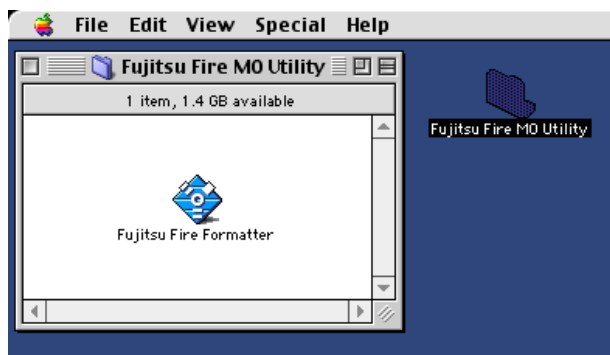 File Edit View Special Help
Fujitsu Fire MO Utility
1 item, 1.4 GB available
Fujitsu Fire Formatter
Fujitsu Fire MO Utility